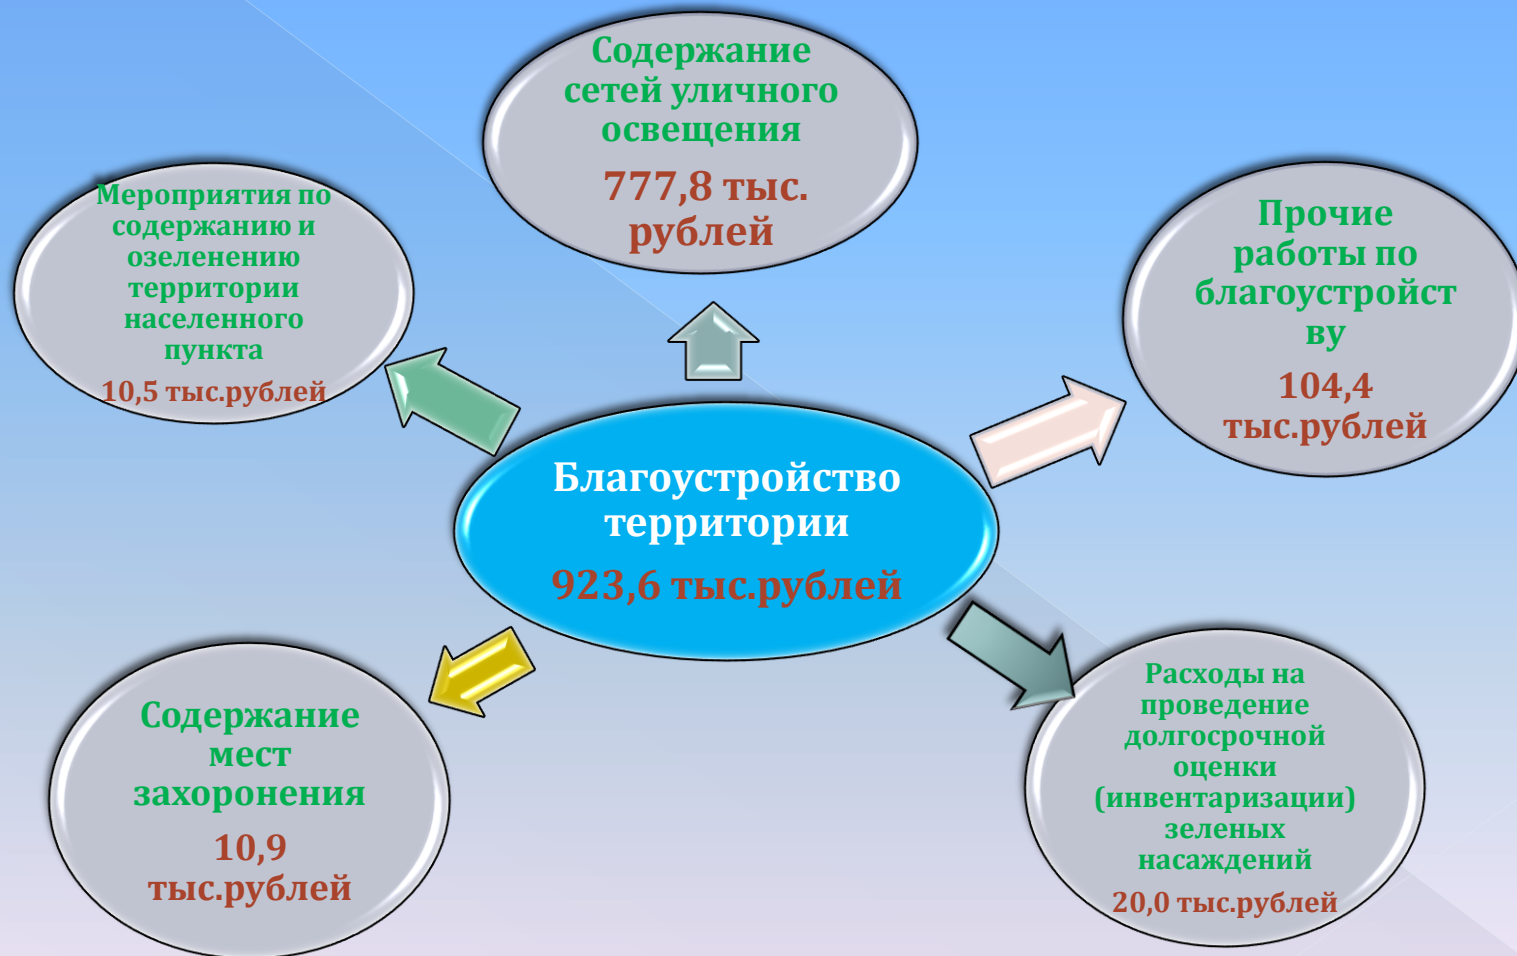 Содержание
сетей уличного
освещения
777,8 тыс.
рублей
Мероприятия по
содержанию и
озеленению
территории
населенного
пункта
10,5 тыс.рублей
Прочие
работы по
благоустройст
ву
104,4
тыс.рублей
Благоустройство
территории
923,6 тыс.рублей
Содержание
мест
захоронения
10,9
тыс.рублей
Расходы на
проведение
долгосрочной
оценки
(инвентаризации)
зеленых
насаждений
20,0 тыс.рублей